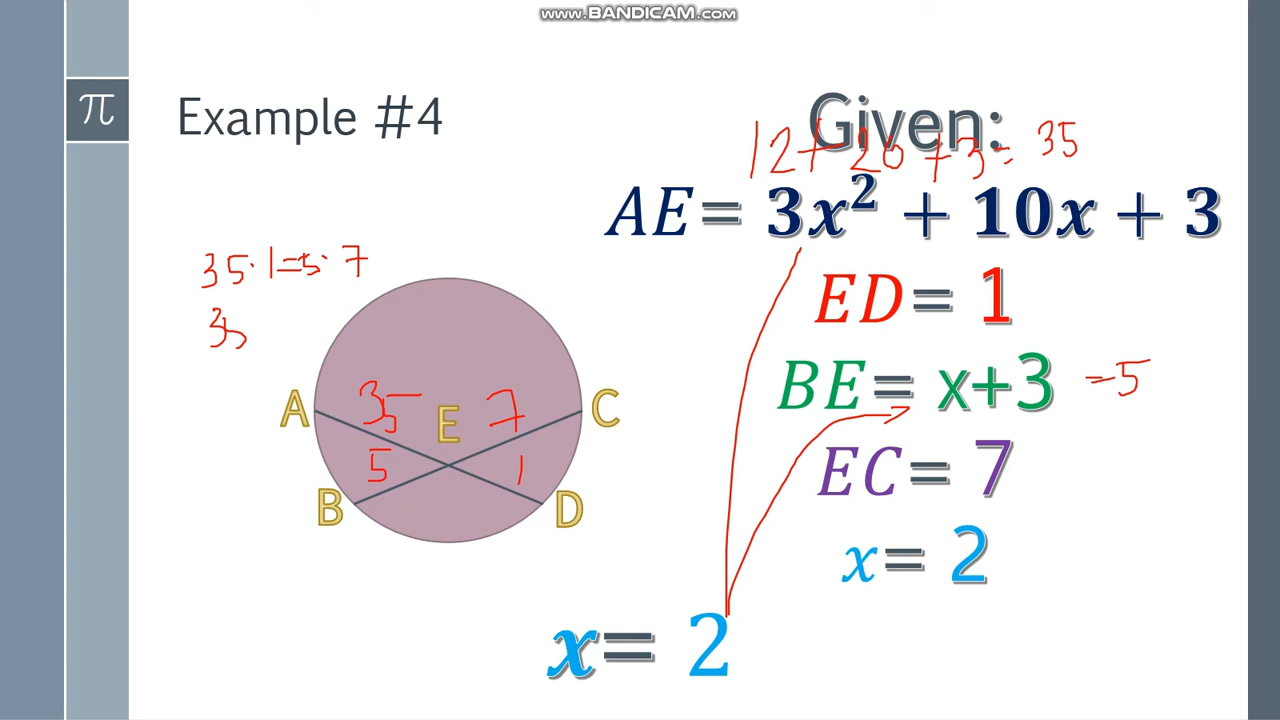 www.BANDICAM.com
π
Example #4
Given:
12 + 20 + 3 = 35
AE= 3x² + 10x + 3
35·1=5·7
35
ED= 1
BE= x+3 =5
A 35 E 7 C
5 1
B D
EC= 7
x= 2
x= 2